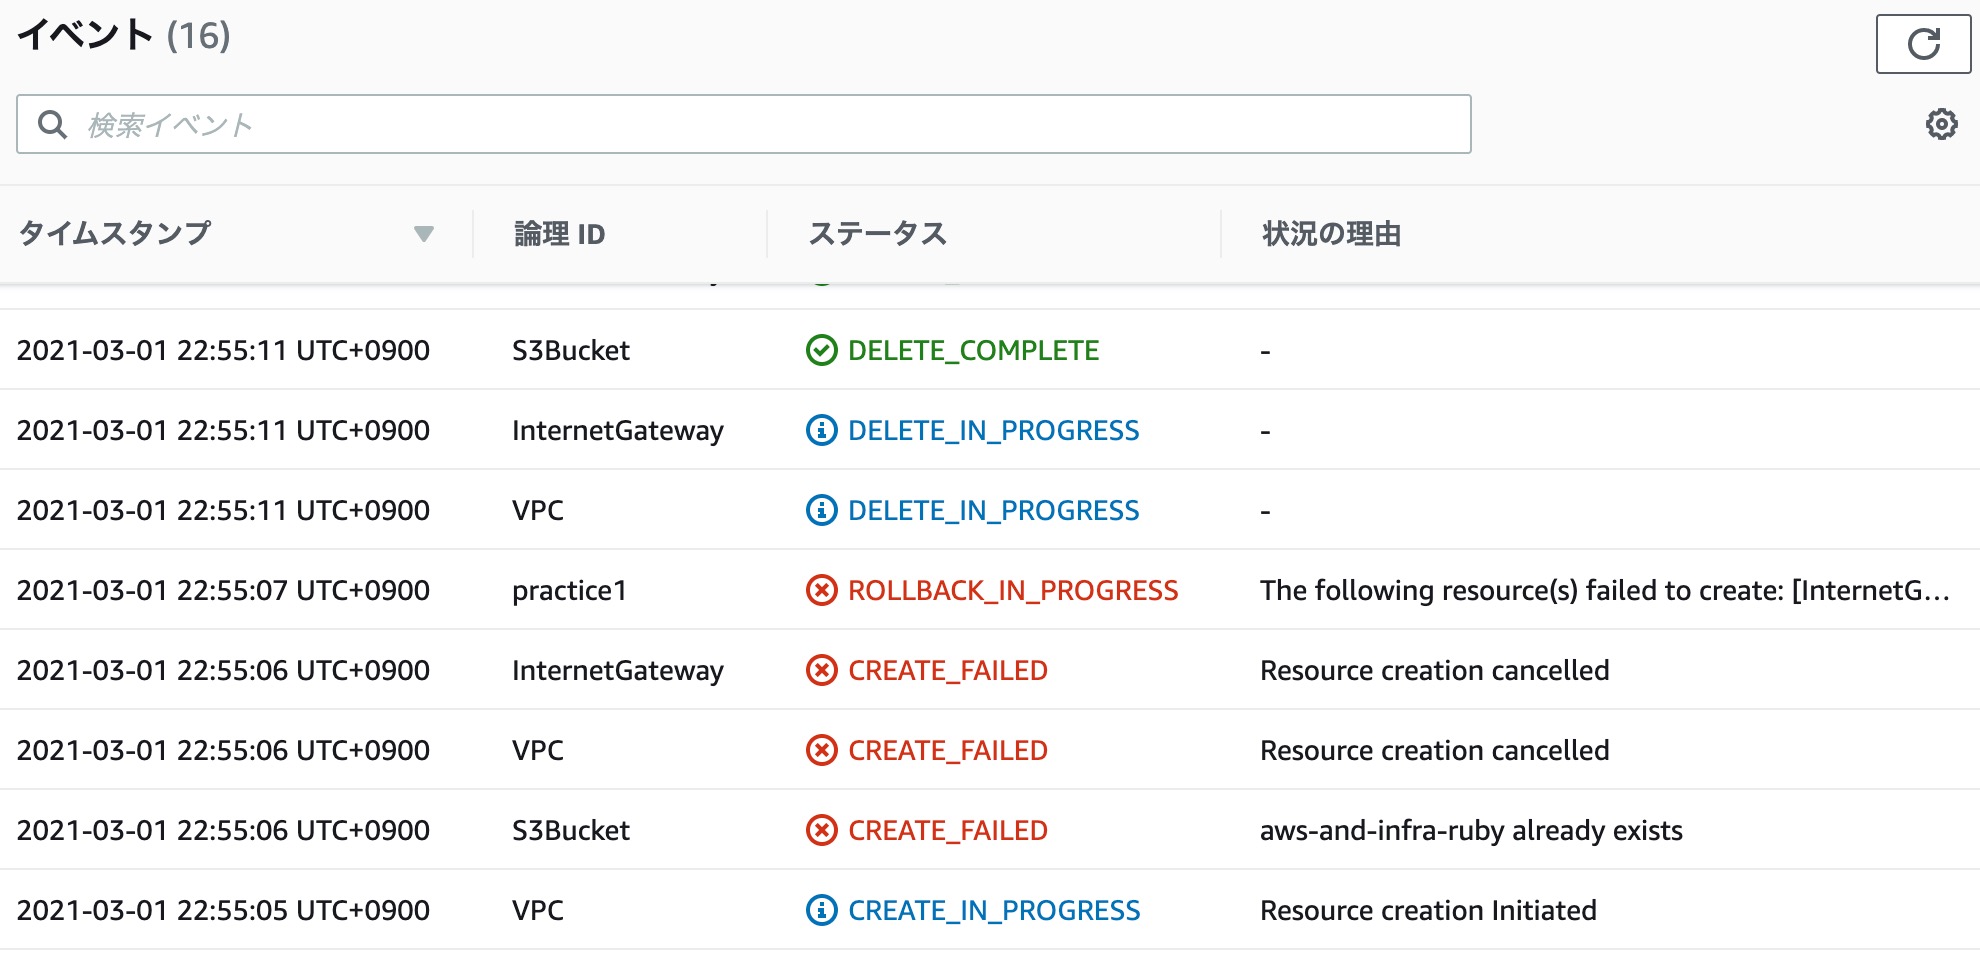 イベント (16)
検索イベント
タイムスタンプ 論理 ID ステータス 状況の理由
2021-03-01 22:55:11 UTC+0900 S3Bucket DELETE_COMPLETE -
2021-03-01 22:55:11 UTC+0900 InternetGateway DELETE_IN_PROGRESS -
2021-03-01 22:55:11 UTC+0900 VPC DELETE_IN_PROGRESS -
2021-03-01 22:55:07 UTC+0900 practice1 ROLLBACK_IN_PROGRESS The following resource(s) failed to create: [InternetG...
2021-03-01 22:55:06 UTC+0900 InternetGateway CREATE_FAILED Resource creation cancelled
2021-03-01 22:55:06 UTC+0900 VPC CREATE_FAILED Resource creation cancelled
2021-03-01 22:55:06 UTC+0900 S3Bucket CREATE_FAILED aws-and-infra-ruby already exists
2021-03-01 22:55:05 UTC+0900 VPC CREATE_IN_PROGRESS Resource creation Initiated